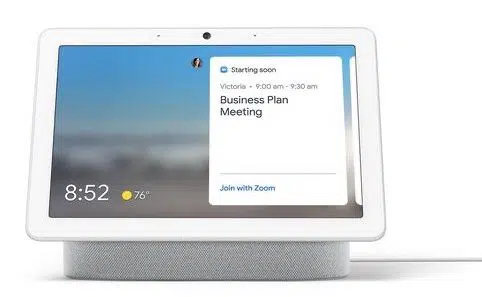 Starting soon
Victoria • 9:00 am - 9:30 am
Business Plan
Meeting
Join with Zoom
8:52 76°